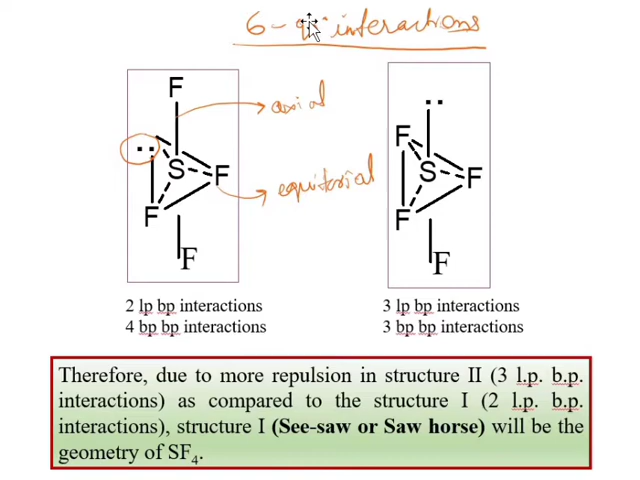 6 - 90° interactions
F
axial
:
S
F
equitorial
F
F
2 lp bp interactions
4 bp bp interactions
:
F
S
F
F
F
3 lp bp interactions
3 bp bp interactions
Therefore, due to more repulsion in structure II (3 l.p. b.p.
interactions) as compared to the structure I (2 l.p. b.p.
interactions), structure I (See-saw or Saw horse) will be the
geometry of SF₄.